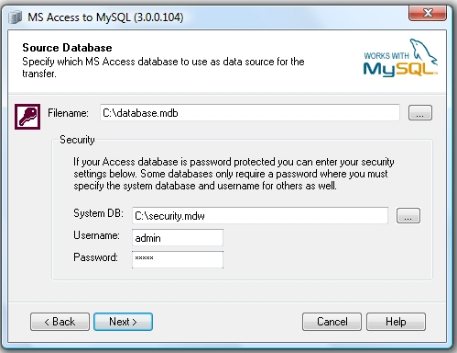 MS Access to MySQL (3.0.0.104)
Source Database
Specify which MS Access database to use as data source for the
transfer.
WORKS WITH
MySQL
Filename: C:\database.mdb ...
Security
If your Access database is password protected you can enter your security
settings below. Some databases only require a password where you must
specify the system database and username for others as well.
System DB: C:\security.mdw ...
Username: admin
Password: *****
< Back Next > Cancel Help